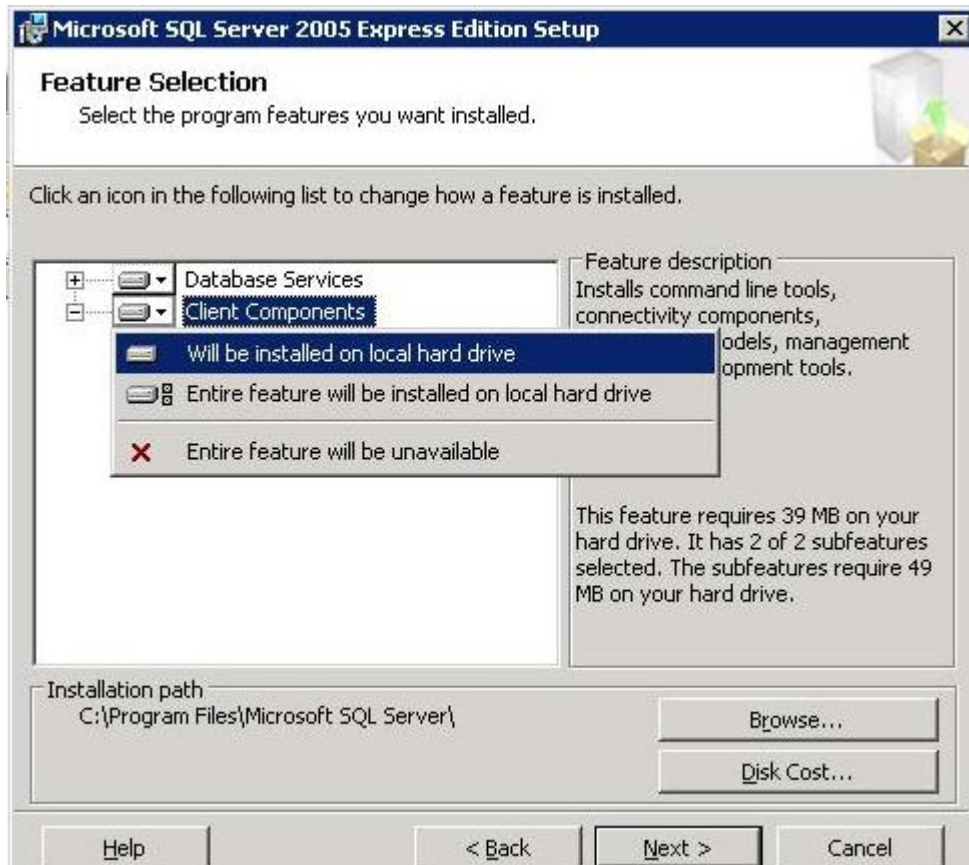 Microsoft SQL Server 2005 Express Edition Setup
Feature Selection
Select the program features you want installed.
Click an icon in the following list to change how a feature is installed.
Database Services
Client Components
Will be installed on local hard drive
Entire feature will be installed on local hard drive
Entire feature will be unavailable
Feature description
Installs command line tools,
connectivity components,
odels, management
opment tools.
This feature requires 39 MB on your
hard drive. It has 2 of 2 subfeatures
selected. The subfeatures require 49
MB on your hard drive.
Installation path
C:\Program Files\Microsoft SQL Server\
Browse...
Disk Cost...
Help
< Back
Next >
Cancel